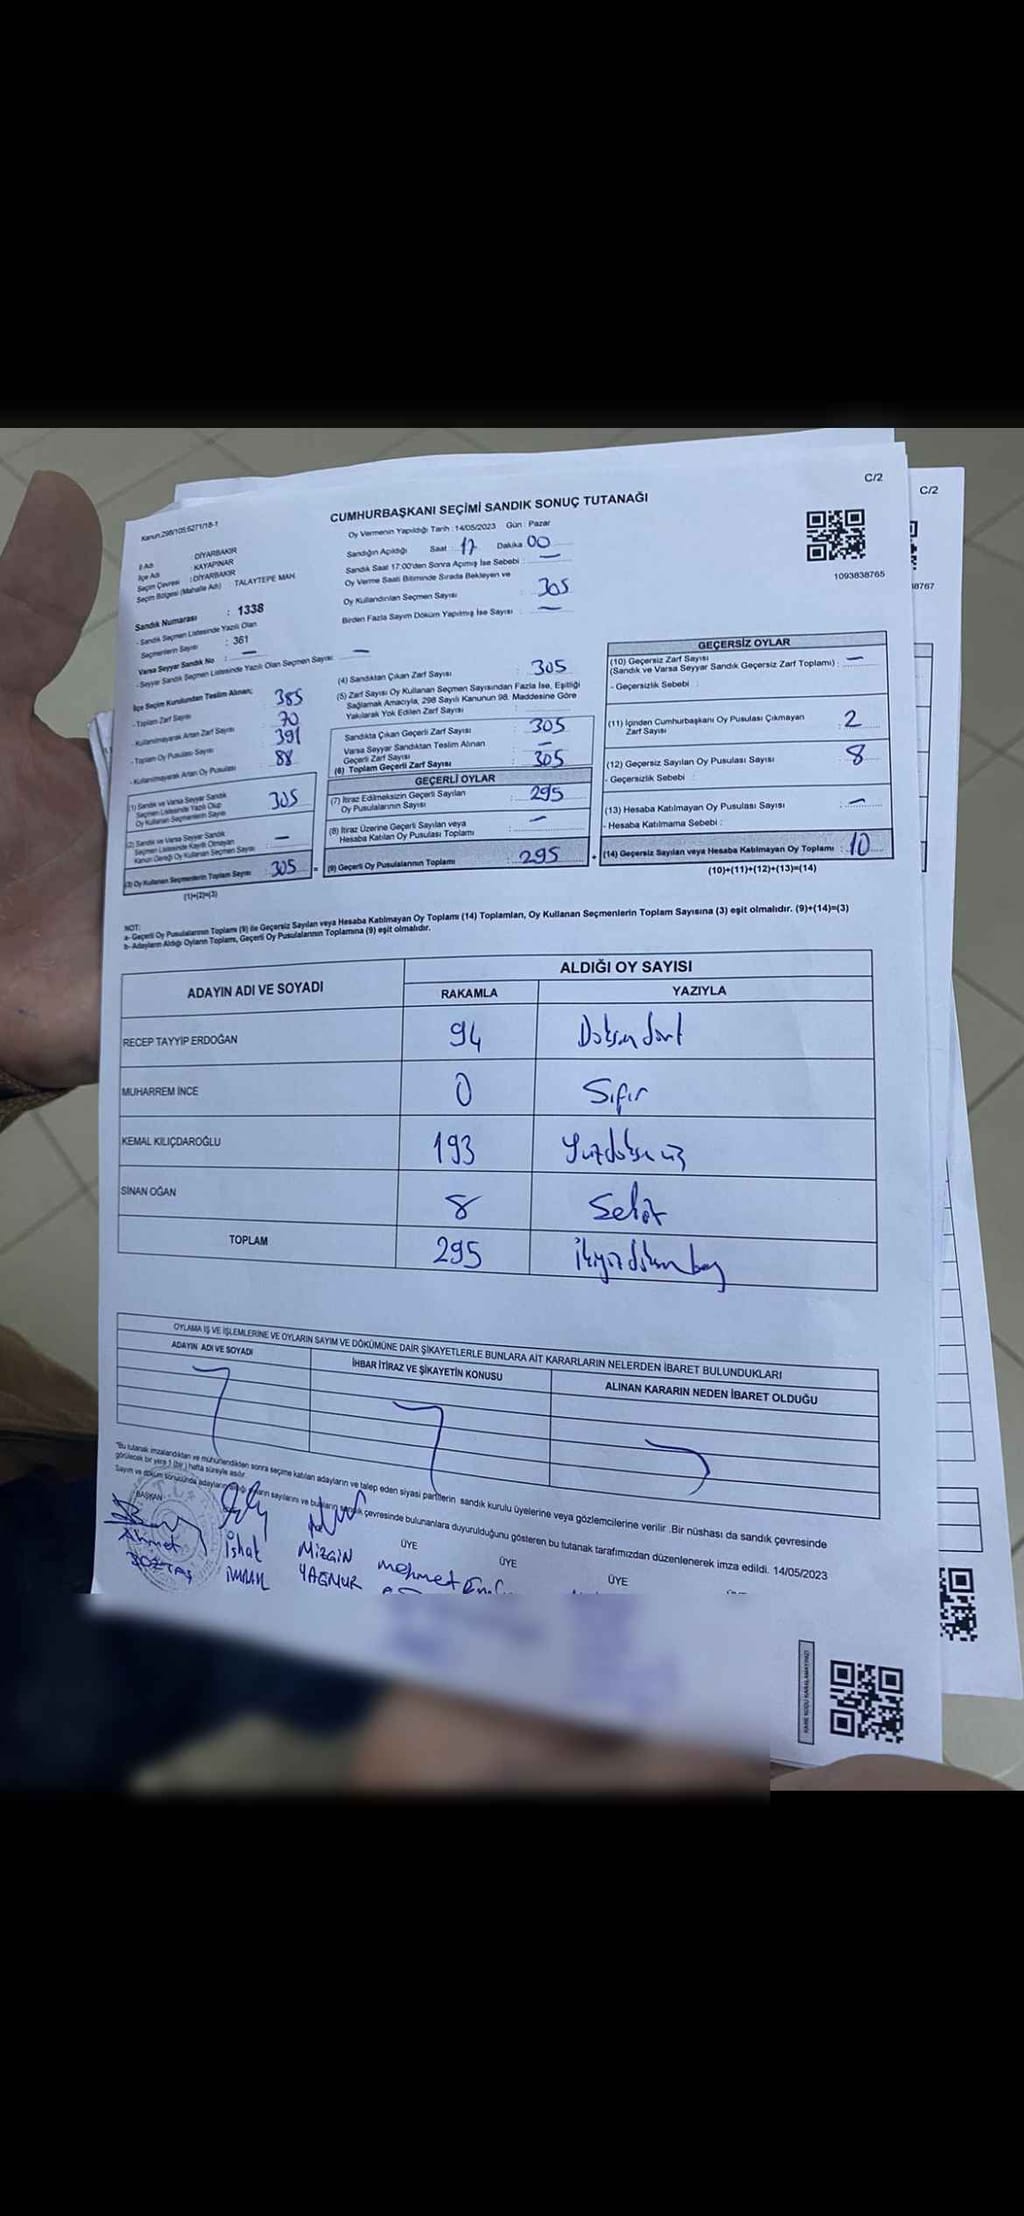 C/2
C/2
Kanun:298/105;6271/18-1
CUMHURBAŞKANI SEÇİMİ SANDIK SONUÇ TUTANAĞI
Oy Vermenin Yapıldığı Tarih : 14/05/2023 Gün : Pazar
Sandığın Açıldığı Saat : 17 Dakika 00
Sandık Saat 17:00'den Sonra Açımış İse Sebebi : —
Oy Verme Saati Bitiminde Sırada Bekleyen ve
Oy Kullandırılan Seçmen Sayısı : 305
Birden Fazla Sayım Döküm Yapılmış İse Sayısı : —
1093838765
38767
İl Adı : DİYARBAKIR
İlçe Adı : KAYAPINAR
Seçim Çevresi : DİYARBAKIR
Seçim Bölgesi (Mahalle Adı) : TALAYTEPE MAH.
Sandık Numarası : 1338
- Sandık Seçmen Listesinde Yazılı Olan
Seçmenlerin Sayısı : 361
Varsa Seyyar Sandık No : —
- Seyyar Sandık Seçmen Listesinde Yazılı Olan Seçmen Sayısı : —
İlçe Seçim Kurulundan Teslim Alınan;
- Toplam Zarf Sayısı 385
- Kullanılmayarak Artan Zarf Sayısı 70
- Toplam Oy Pusulası Sayısı 391
- Kullanılmayarak Artan Oy Pusulası 88
(1) Sandık ve Varsa Seyyar Sandık
Seçmen Listesinde Yazılı Olup
Oy Kullanan Seçmenlerin Sayısı : 305
(2) Sandık ve Varsa Seyyar Sandık
Seçmen Listesinde Kayıtlı Olmayan
Kanun Gereği Oy Kullanan Seçmen Sayısı : —
(3) Oy Kullanan Seçmenlerin Toplam Sayısı : 305 =
(1)+(2)=(3)
(4) Sandıktan Çıkan Zarf Sayısı : 305
(5) Zarf Sayısı Oy Kullanan Seçmen Sayısından Fazla İse, Eşitliği
Sağlamak Amacıyla, 298 Sayılı Kanunun 98. Maddesine Göre
Yakılarak Yok Edilen Zarf Sayısı :
Sandıkta Çıkan Geçerli Zarf Sayısı : 305
Varsa Seyyar Sandıktan Teslim Alınan
Geçerli Zarf Sayısı : —
(6) Toplam Geçerli Zarf Sayısı : 305
GEÇERLİ OYLAR
(7) İtiraz Edilmeksizin Geçerli Sayılan
Oy Pusulalarının Sayısı : 295
(8) İtiraz Üzerine Geçerli Sayılan veya
Hesaba Katılan Oy Pusulası Toplamı : —
(9) Geçerli Oy Pusulalarının Toplamı : 295 +
GEÇERSİZ OYLAR
(10) Geçersiz Zarf Sayısı
(Sandık ve Varsa Seyyar Sandık Geçersiz Zarf Toplamı) : —
- Geçersizlik Sebebi :
(11) İçinden Cumhurbaşkanı Oy Pusulası Çıkmayan
Zarf Sayısı : 2
(12) Geçersiz Sayılan Oy Pusulası Sayısı : 8
- Geçersizlik Sebebi :
(13) Hesaba Katılmayan Oy Pusulası Sayısı : —
- Hesaba Katılmama Sebebi :
(14) Geçersiz Sayılan veya Hesaba Katılmayan Oy Toplamı : 10
(10)+(11)+(12)+(13)=(14)
NOT:
a- Geçerli Oy Pusulalarının Toplamı (9) ile Geçersiz Sayılan veya Hesaba Katılmayan Oy Toplamı (14) Toplamları, Oy Kullanan Seçmenlerin Toplam Sayısına (3) eşit olmalıdır. (9)+(14)=(3)
b- Adayların Aldığı Oyların Toplamı, Geçerli Oy Pusulalarının Toplamına (9) eşit olmalıdır.
ADAYIN ADI VE SOYADI
ALDIĞI OY SAYISI
RAKAMLA YAZIYLA
RECEP TAYYİP ERDOĞAN 94 Doksan dört
MUHARREM İNCE 0 Sıfır
KEMAL KILIÇDAROĞLU 193 Yüzdoksan üç
SİNAN OĞAN 8 Sekiz
TOPLAM 295 İkiyüzdoksan beş
OYLAMA İŞ VE İŞLEMLERİNE VE OYLARIN SAYIM VE DÖKÜMÜNE DAİR ŞİKAYETLERLE BUNLARA AİT KARARLARIN NELERDEN İBARET BULUNDUKLARI
ADAYIN ADI VE SOYADI
İHBAR İTİRAZ VE ŞİKAYETİN KONUSU
ALINAN KARARIN NEDEN İBARET OLDUĞU
*Bu tutanak imzalandıktan ve mühürlendikten sonra seçime katılan adayların ve talep eden siyasi partilerin sandık kurulu üyelerine veya gözlemcilerine verilir. Bir nüshası da sandık çevresinde
görülecek bir yere 1 (bir) hafta süreyle asılır.
Sayım ve döküm sonucunda adayların aldığı oyların sayılarını ve bunların sandık çevresinde bulunanlara duyurulduğunu gösteren bu tutanak tarafımızdan düzenlenerek imza edildi. 14/05/2023
BAŞKAN
ÜYE
ÜYE
ÜYE
Ahmet
BOZTAŞ
İshat
Mizgin
YAĞMUR
mehmet
KARE KODU KARALAMAYINIZ!